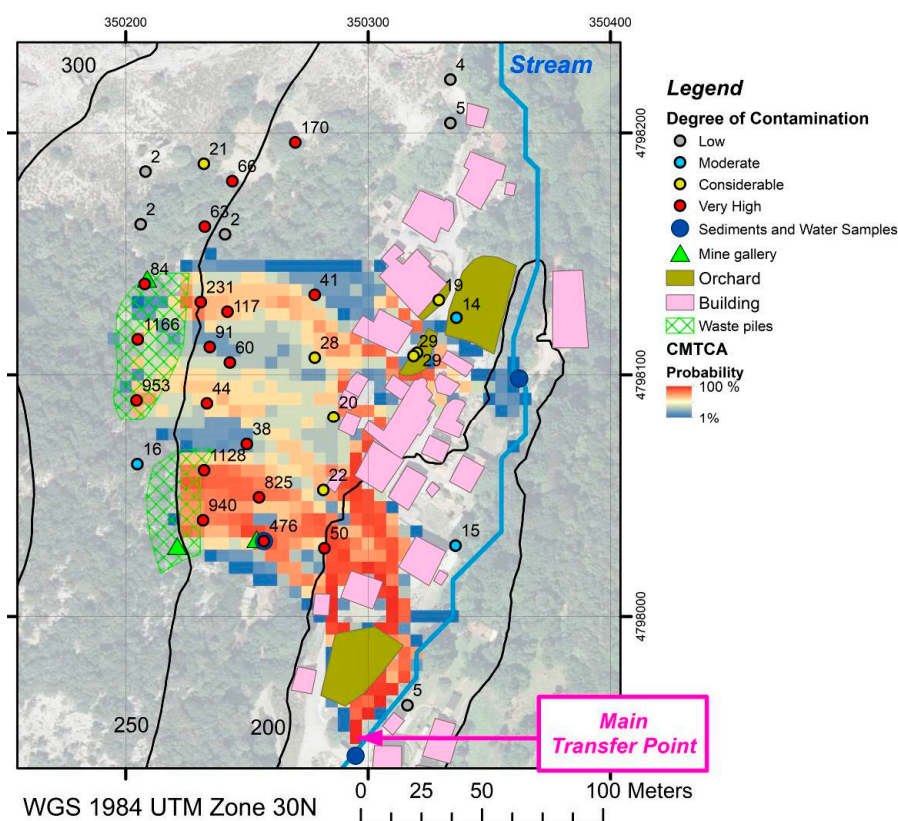 350200
350300
350400
300
Stream
4
5
4798200
170
2
21
66
2
63
2
84
231
117
41
19
14
1166
91
60
28
29
29
4798100
953
44
20
38
16
1128
825
22
940
476
50
15
4798000
5
250
200
Main
Transfer Point
WGS 1984 UTM Zone 30N
0 25 50 100 Meters
Legend
Degree of Contamination
Low
Moderate
Considerable
Very High
Sediments and Water Samples
Mine gallery
Orchard
Building
Waste piles
CMTCA
Probability
100 %
1%